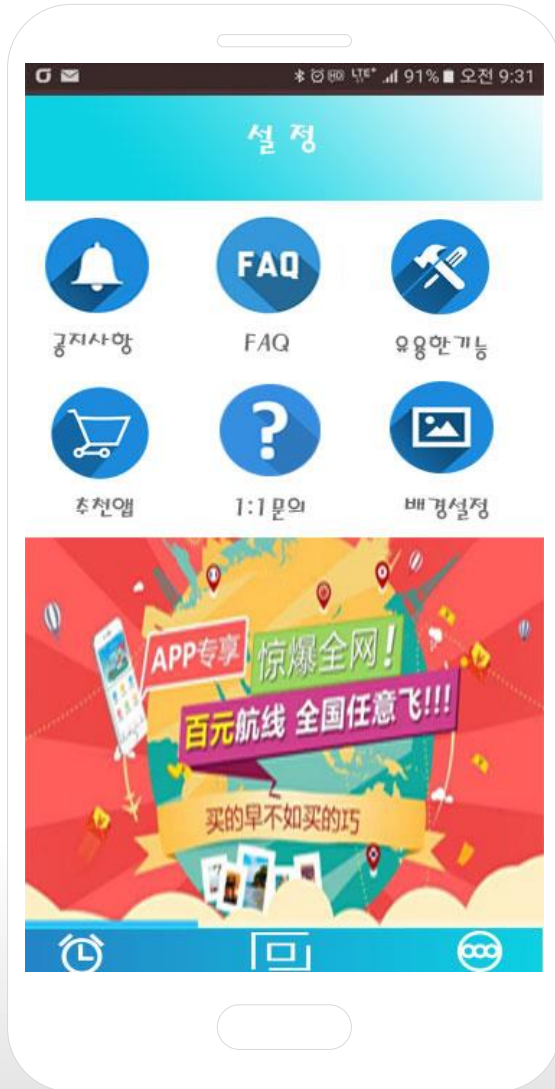 91% 오전 9:31
설 정
공지사항
FAQ
FAQ
유용한기능
추천앱
?
1:1문의
배경설정
APP专享
惊爆全网!
百元航线 全国任意飞!!!
买的早不如买的巧